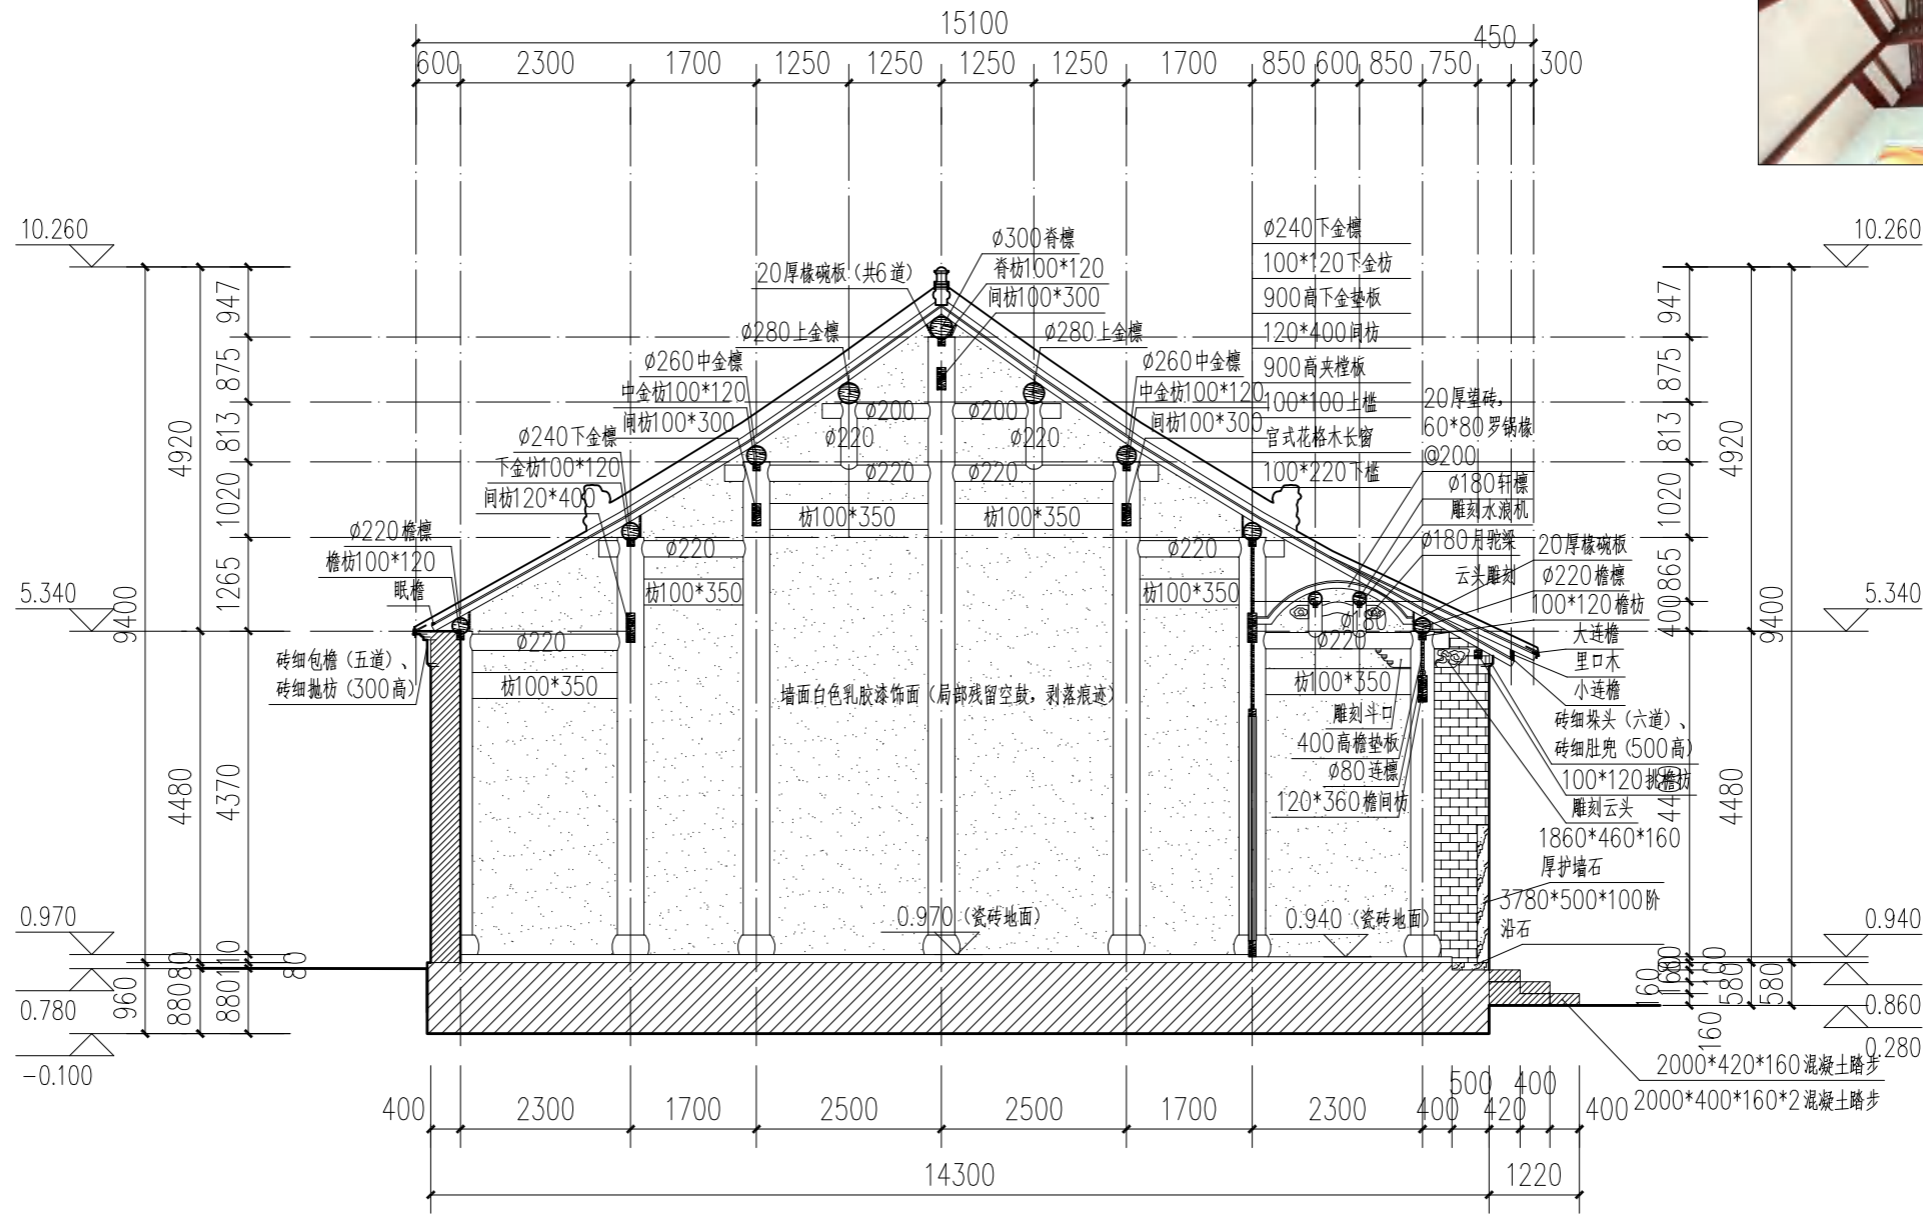 15100
450
600 2300 1700 1250 1250 1250 1250 1700 850 600 850 750 300
10.260
10.260
947
875
813
1020
1265
4920
5.340
9400
4480
4370
0.970
110
80
880
960
0.780
-0.100
ø300脊檩
脊枋100*120
间枋100*300
20厚椽碗板（共6道）
ø280上金檩
ø280上金檩
ø260中金檩
中金枋100*120
间枋100*300
ø260中金檩
中金枋100*120
间枋100*300
ø240下金檩
下金枋100*120
间枋120*400
ø220檐檩
檐枋100*120
眠檐
砖细包檐（五道）、
砖细抛枋（300高）
ø200 ø200
ø220 ø220
ø220 ø220
枋100*350 枋100*350
ø220 ø220
枋100*350 枋100*350
ø220
枋100*350
ø180
ø220
枋100*350
墙面白色乳胶漆饰面（局部残留空鼓，剥落痕迹）
0.970（瓷砖地面）
0.940（瓷砖地面）
ø240下金檩
100*120下金枋
900高下金垫板
120*400间枋
900高夹樘板
100*100上槛
宫式花格木长窗
100*220下槛
20厚望砖，
60*80罗锅椽
@200
ø180轩檩
雕刻水浪机
ø180月驼梁
云头雕刻
20厚椽碗板
ø220檐檩
100*120檐枋
大连檐
里口木
小连檐
砖细垛头（六道）、
砖细肚兜（500高）
100*120挑檐枋
雕刻云头
1860*460*160
厚护墙石
3780*500*100阶
沿石
雕刻斗口
400高檐垫板
ø80连檩
120*360檐间枋
947
875
813
1020
865
400
4920
5.340
9400
4480
4480
0.940
580
580
160
160
0.860
0.280
2000*420*160混凝土踏步
2000*400*160*2混凝土踏步
500 400
400 2300 1700 2500 2500 1700 2300 400 420 400
14300 1220